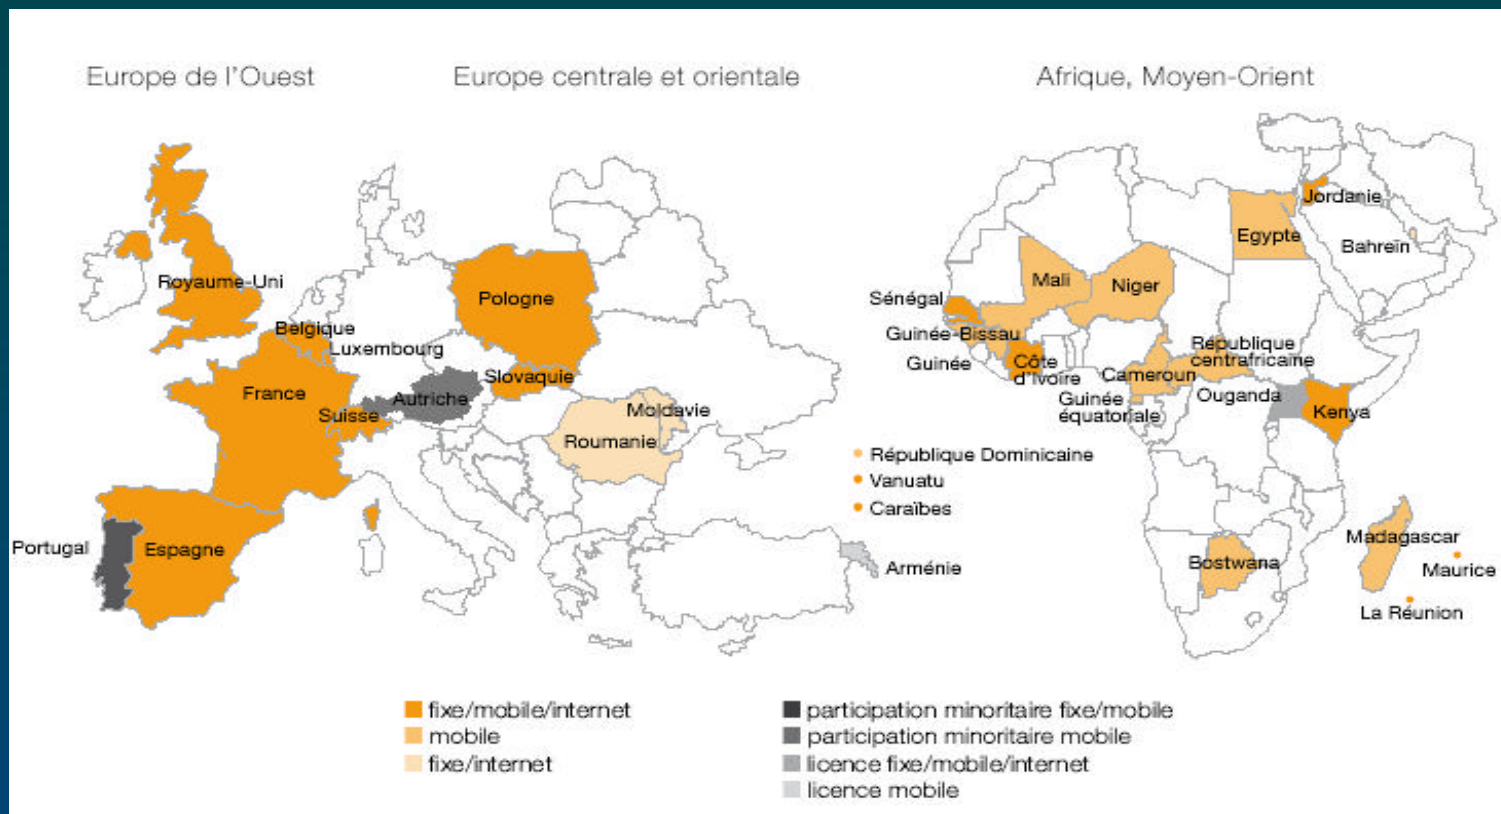 Europe de l'Ouest
Europe centrale et orientale
Afrique, Moyen-Orient
Royaume-Uni
Belgique
Luxembourg
France
Suisse
Portugal
Espagne
Pologne
Slovaquie
Autriche
Moldavie
Roumanie
Arménie
Jordanie
Egypte
Bahreïn
Mali
Niger
Sénégal
Guinée-Bissau
Guinée
Côte
d'Ivoire
République
centrafricaine
Cameroun
Guinée
équatoriale
Ouganda
Kenya
République Dominicaine
Vanuatu
Caraïbes
Madagascar
Bostwana
Maurice
La Réunion
fixe/mobile/internet
mobile
fixe/internet
participation minoritaire fixe/mobile
participation minoritaire mobile
licence fixe/mobile/internet
licence mobile